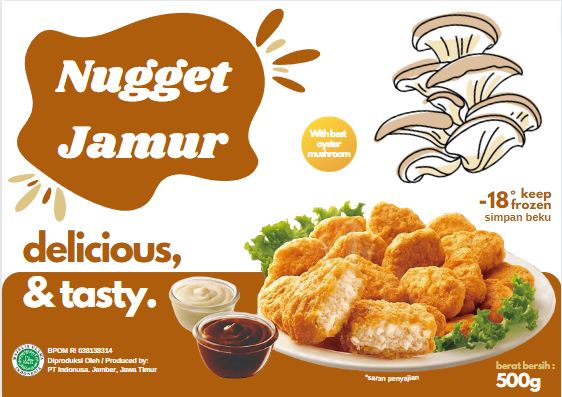 Nugget
Jamur
With best
oyster
mushroom
-18° keep
frozen
simpan beku
delicious,
& tasty.
BPOM RI 038138314
Diproduksi Oleh / Produced by:
PT Indonusa. Jember, Jawa Timur
*saran penyajian
berat bersih :
500g